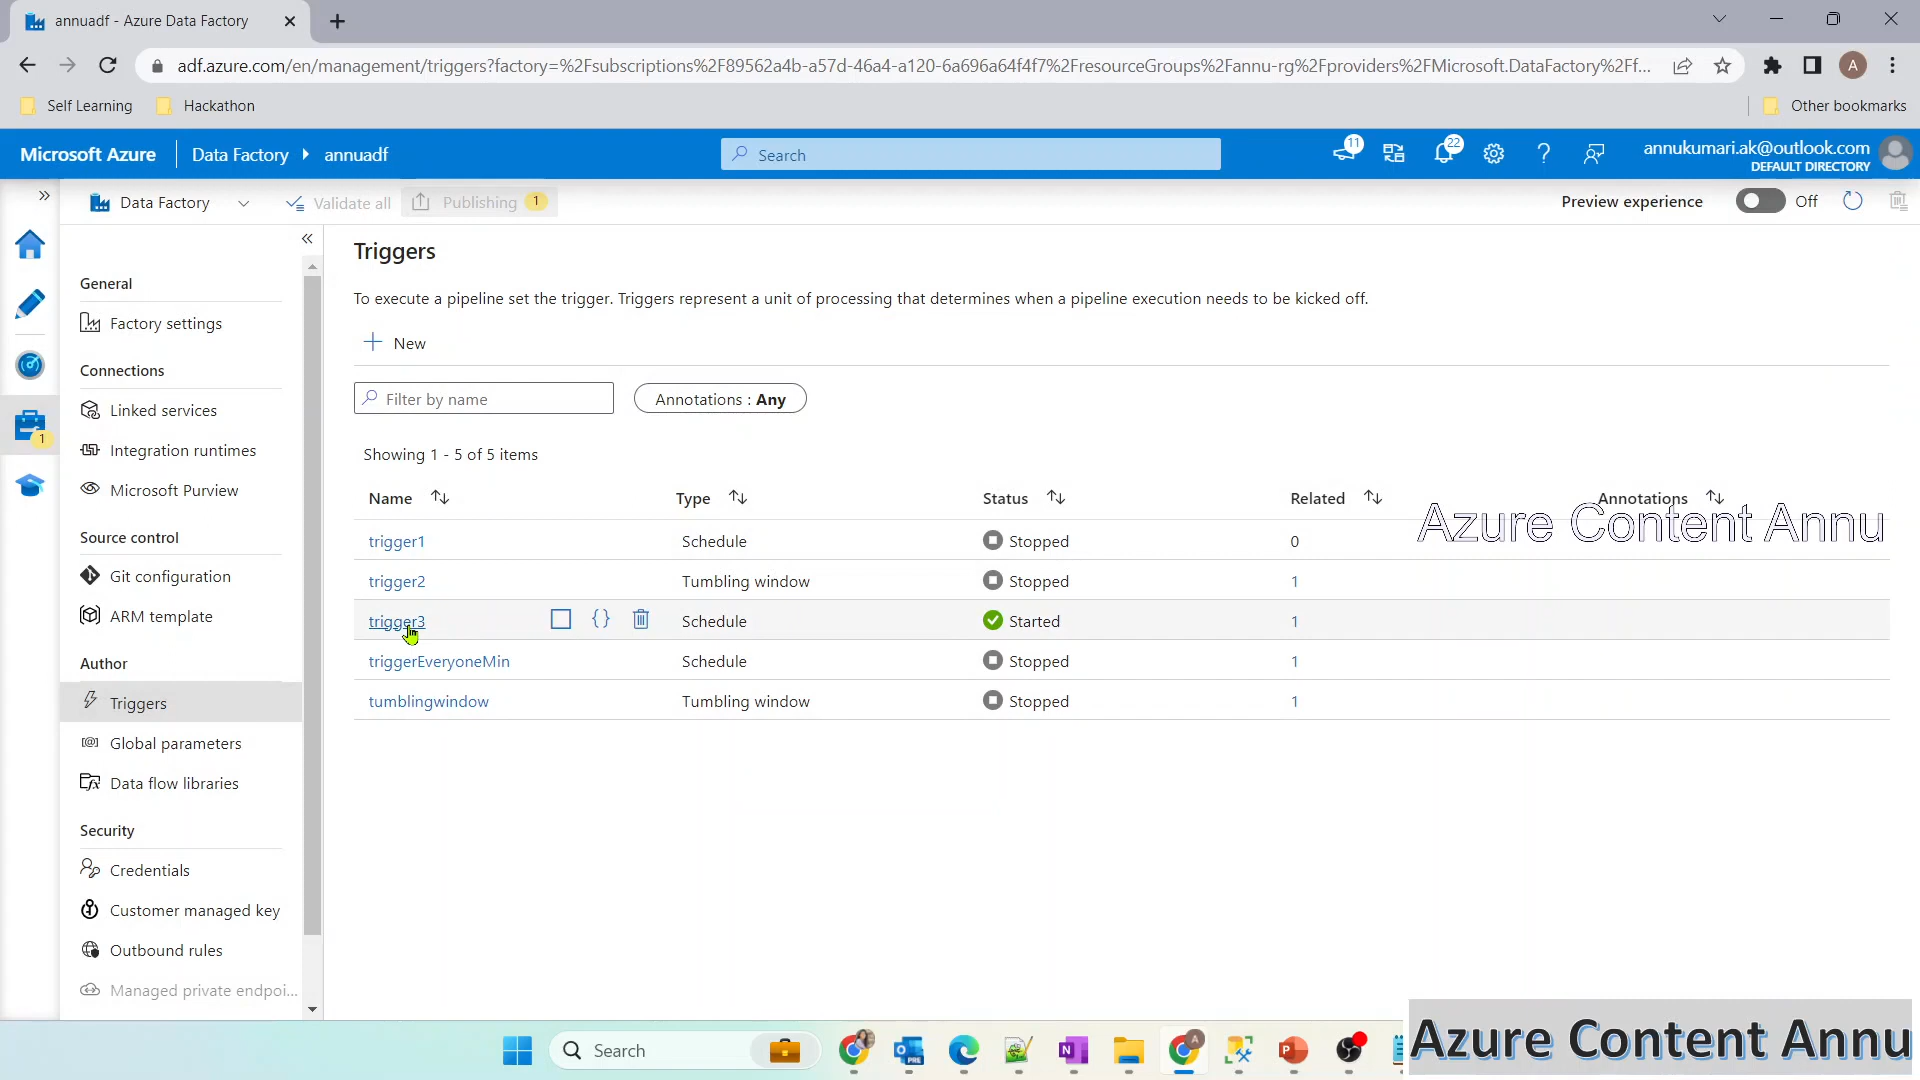 annuadf - Azure Data Factory
adf.azure.com/en/management/triggers?factory=%2Fsubscriptions%2F89562a4b-a57d-46a4-a120-6a696a64f4f7%2FresourceGroups%2Fannu-rg%2Fproviders%2FMicrosoft.DataFactory%2Ff...
A
Self Learning
Hackathon
Other bookmarks
Microsoft Azure
Data Factory
annuadf
Search
11
22
annukumari.ak@outlook.com
DEFAULT DIRECTORY
Data Factory
Validate all
Publishing 1
Preview experience
Off
1
General
Factory settings
Connections
Linked services
Integration runtimes
Microsoft Purview
Source control
Git configuration
ARM template
Author
Triggers
Global parameters
Data flow libraries
Security
Credentials
Customer managed key
Outbound rules
Managed private endpoi...
Triggers
To execute a pipeline set the trigger. Triggers represent a unit of processing that determines when a pipeline execution needs to be kicked off.
New
Filter by name
Annotations : Any
Showing 1 - 5 of 5 items
Name Type Status Related Annotations
Azure Content Annu
trigger1 Schedule Stopped 0
trigger2 Tumbling window Stopped 1
trigger3 {} Schedule Started 1
triggerEveryoneMin Schedule Stopped 1
tumblingwindow Tumbling window Stopped 1
Search
PRE
N
A
P
Azure Content Annu